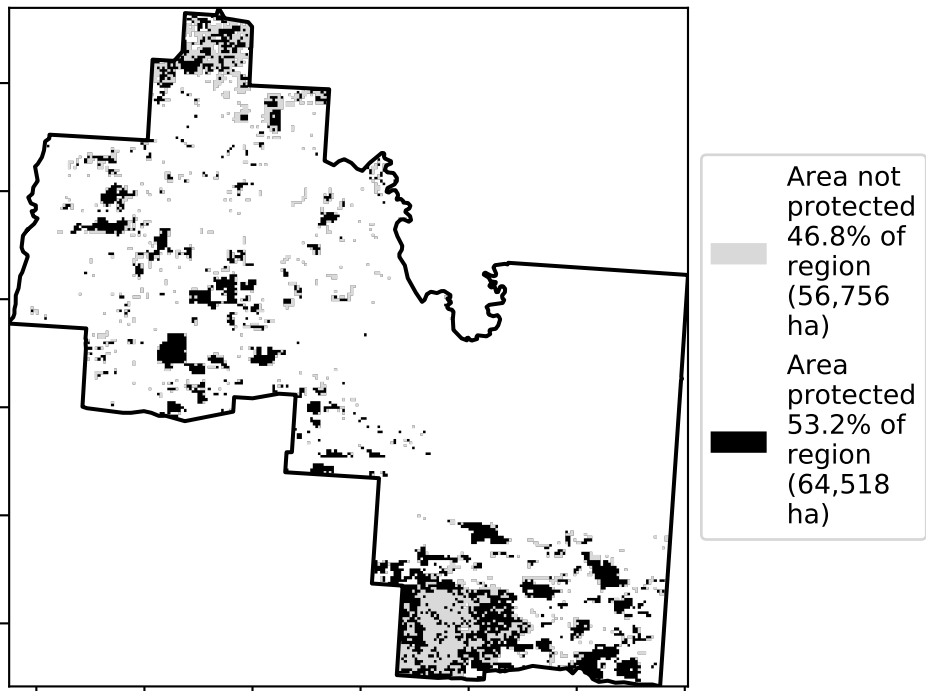 Area not
protected
46.8% of
region
(56,756
ha)
Area
protected
53.2% of
region
(64,518
ha)